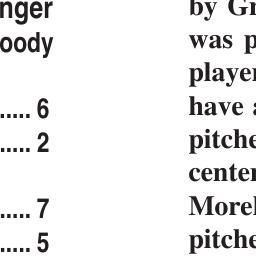 nger
oody
..... 6
..... 2
..... 7
..... 5
by Gr
was p
player
have a
pitche
center
Morel
pitche